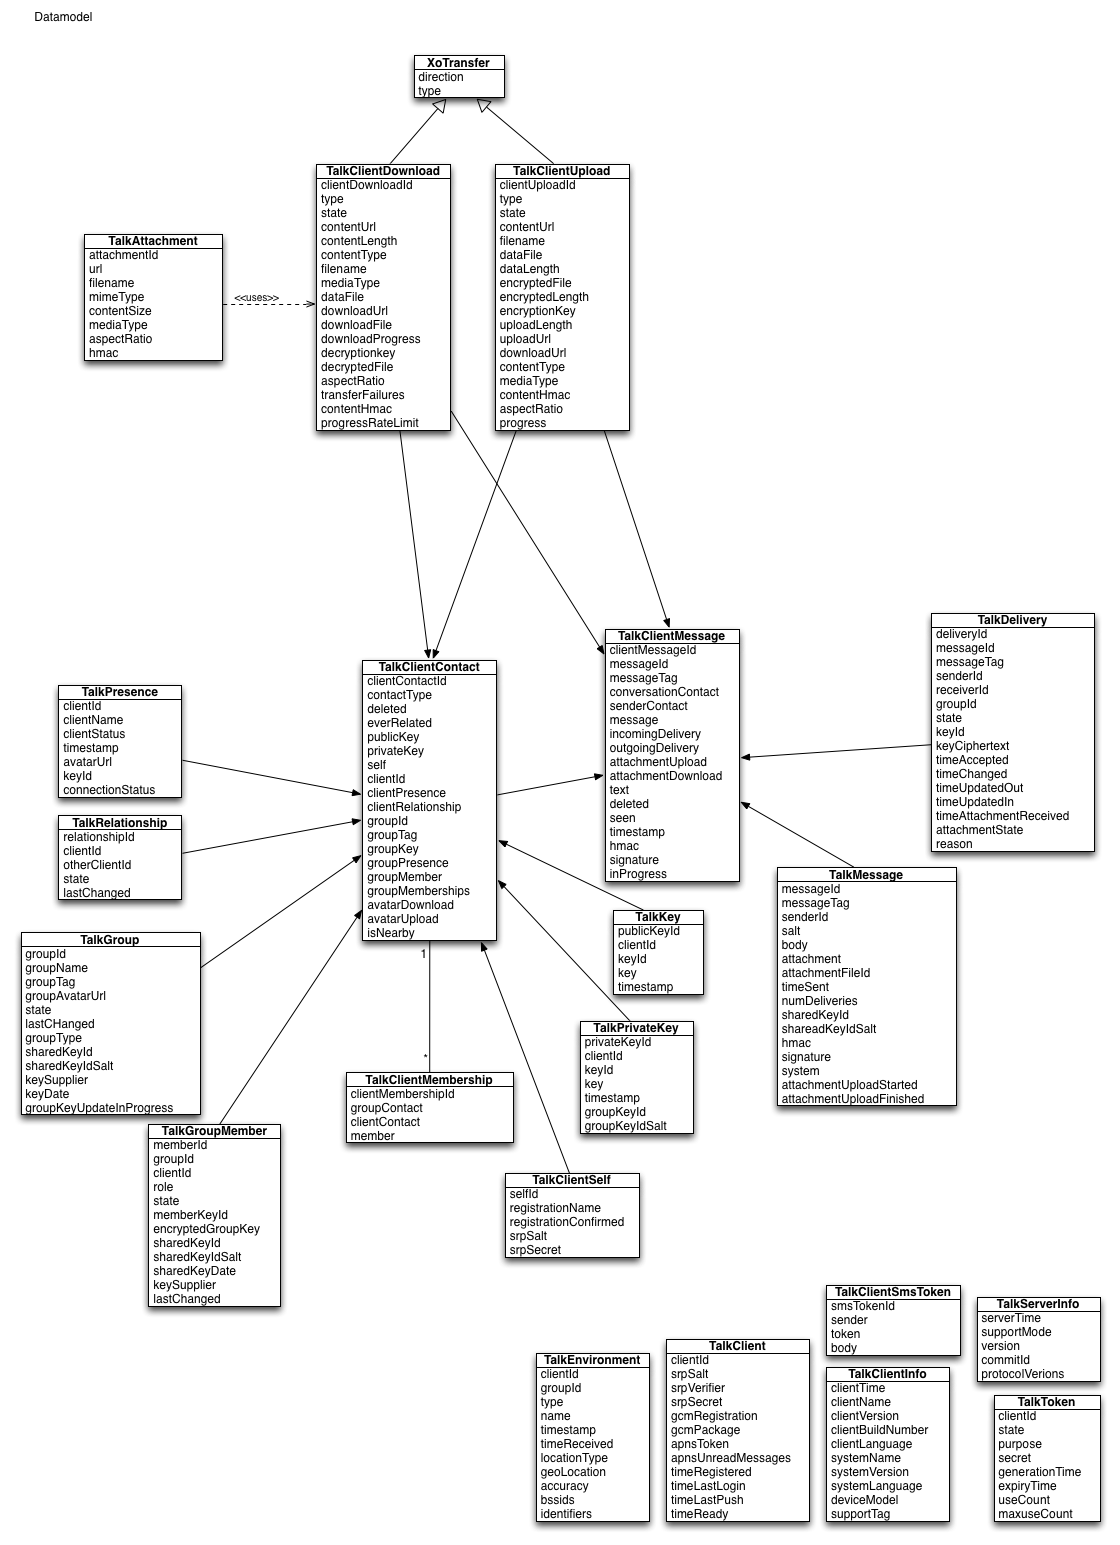 Datamodel
XoTransfer
direction
type
TalkClientDownload
clientDownloadId
type
state
contentUrl
contentLength
contentType
filename
mediaType
dataFile
downloadUrl
downloadFile
downloadProgress
decryptionkey
decryptedFile
aspectRatio
transferFailures
contentHmac
progressRateLimit
TalkClientUpload
clientUploadId
type
state
contentUrl
filename
dataFile
dataLength
encryptedFile
encryptedLength
encryptionKey
uploadLength
uploadUrl
downloadUrl
contentType
mediaType
contentHmac
aspectRatio
progress
TalkAttachment
attachmentId
url
filename
mimeType
contentSize
mediaType
aspectRatio
hmac
<<uses>>
TalkClientContact
clientContactId
contactType
deleted
everRelated
publicKey
privateKey
self
clientId
clientPresence
clientRelationship
groupId
groupTag
groupKey
groupPresence
groupMember
groupMemberships
avatarDownload
avatarUpload
isNearby
TalkClientMessage
clientMessageId
messageId
messageTag
conversationContact
senderContact
message
incomingDelivery
outgoingDelivery
attachmentUpload
attachmentDownload
text
deleted
seen
timestamp
hmac
signature
inProgress
TalkDelivery
deliveryId
messageId
messageTag
senderId
receiverId
groupId
state
keyId
keyCiphertext
timeAccepted
timeChanged
timeUpdatedOut
timeUpdatedIn
timeAttachmentReceived
attachmentState
reason
TalkPresence
clientId
clientName
clientStatus
timestamp
avatarUrl
keyId
connectionStatus
TalkRelationship
relationshipId
clientId
otherClientId
state
lastChanged
TalkGroup
groupId
groupName
groupTag
groupAvatarUrl
state
lastCHanged
groupType
sharedKeyId
sharedKeyIdSalt
keySupplier
keyDate
groupKeyUpdateInProgress
TalkGroupMember
memberId
groupId
clientId
role
state
memberKeyId
encryptedGroupKey
sharedKeyId
sharedKeyIdSalt
sharedKeyDate
keySupplier
lastChanged
1
*
TalkClientMembership
clientMembershipId
groupContact
clientContact
member
TalkKey
publicKeyId
clientId
keyId
key
timestamp
TalkPrivateKey
privateKeyId
clientId
keyId
key
timestamp
groupKeyId
groupKeyIdSalt
TalkMessage
messageId
messageTag
senderId
salt
body
attachment
attachmentFileId
timeSent
numDeliveries
sharedKeyId
shareadKeyIdSalt
hmac
signature
system
attachmentUploadStarted
attachmentUploadFinished
TalkClientSelf
selfId
registrationName
registrationConfirmed
srpSalt
srpSecret
TalkEnvironment
clientId
groupId
type
name
timestamp
timeReceived
locationType
geoLocation
accuracy
bssids
identifiers
TalkClient
clientId
srpSalt
srpVerifier
srpSecret
gcmRegistration
gcmPackage
apnsToken
apnsUnreadMessages
timeRegistered
timeLastLogin
timeLastPush
timeReady
TalkClientSmsToken
smsTokenId
sender
token
body
TalkClientInfo
clientTime
clientName
clientVersion
clientBuildNumber
clientLanguage
systemName
systemVersion
systemLanguage
deviceModel
supportTag
TalkServerInfo
serverTime
supportMode
version
commitId
protocolVerions
TalkToken
clientId
state
purpose
secret
generationTime
expiryTime
useCount
maxuseCount